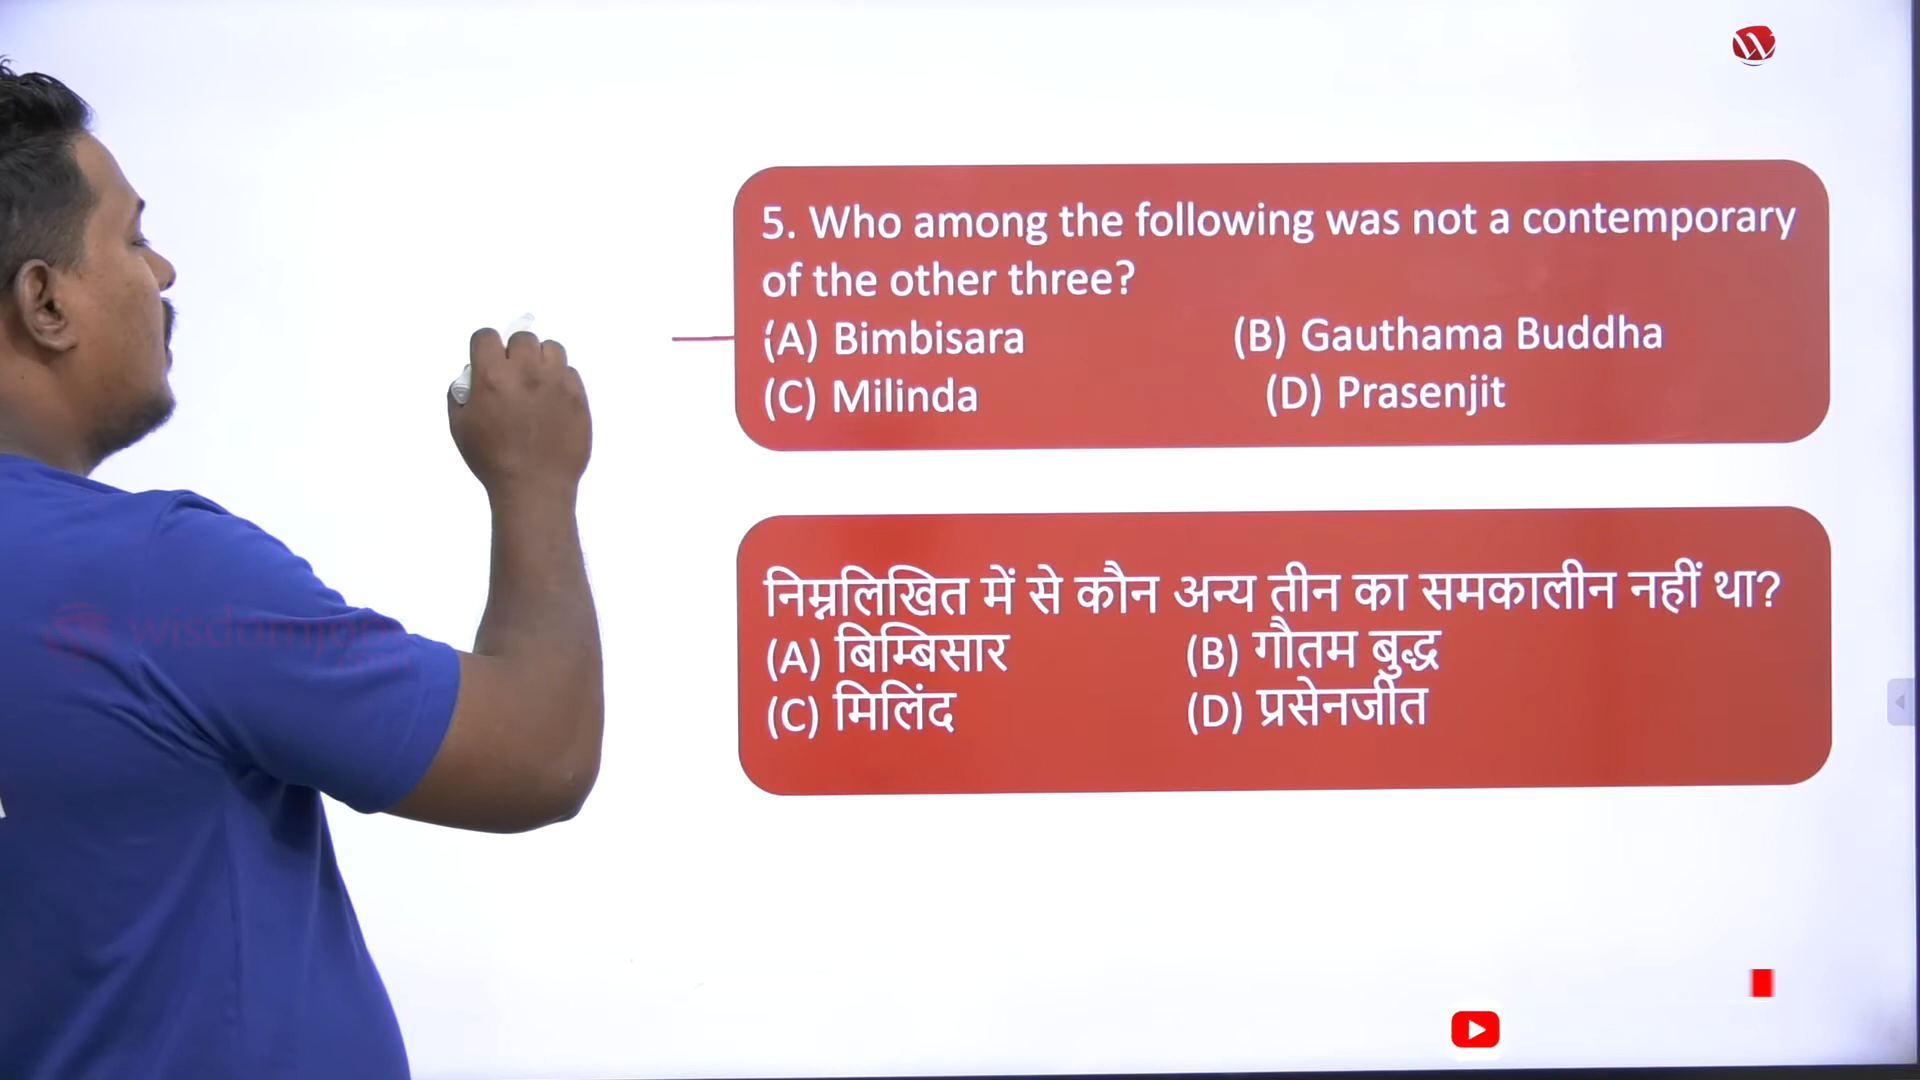 5. Who among the following was not a contemporary
of the other three?
(A) Bimbisara (B) Gauthama Buddha
(C) Milinda (D) Prasenjit
निम्नलिखित में से कौन अन्य तीन का समकालीन नहीं था?
(A) बिम्बिसार (B) गौतम बुद्ध
(C) मिलिंद (D) प्रसेनजीत
wisdomjobs